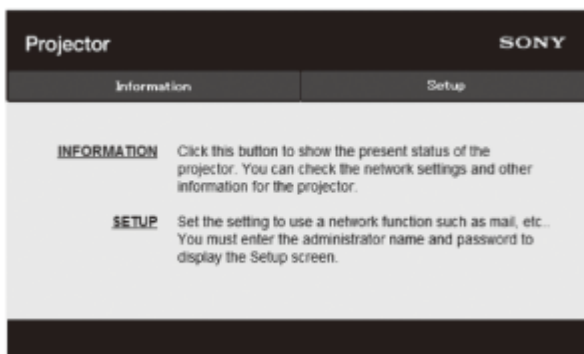 Projector SONY
Information Setup
INFORMATION Click this button to show the present status of the
projector. You can check the network settings and other
information for the projector.
SETUP Set the setting to use a network function such as mail, etc..
You must enter the administrator name and password to
display the Setup screen.